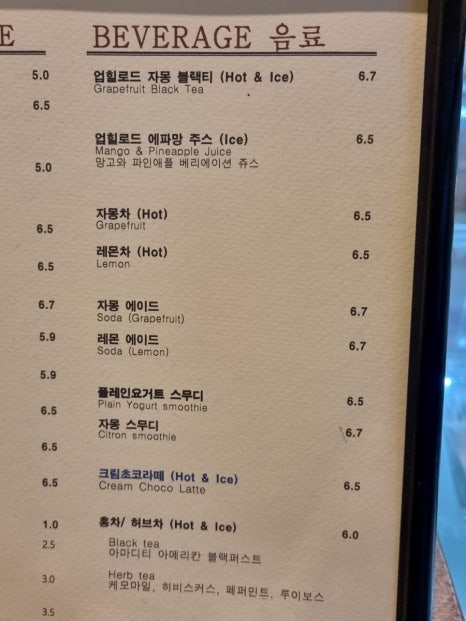 E
5.0
6.5
5.0
6.5
6.5
6.7
5.9
5.9
6.5
6.5
6.5
1.0
2.5
3.0
3.5
BEVERAGE 음료
업힐로드 자몽 블랙티 (Hot & Ice) 6.7
Grapefruit Black Tea
업힐로드 에파망 주스 (Ice) 6.5
Mango & Pineapple Juice
망고와 파인애플 베리에이션 쥬스
자몽차 (Hot) 6.5
Grapefruit
레몬차 (Hot) 6.5
Lemon
자몽 에이드 6.7
Soda (Grapefruit)
레몬 에이드 6.7
Soda (Lemon)
플레인요거트 스무디 6.5
Plain Yogurt smoothie
자몽 스무디 6.7
Citron smoothie
크림초코라떼 (Hot & Ice) 6.5
Cream Choco Latte
홍차/ 허브차 (Hot & Ice) 6.0
Black tea
아마디티 아메리칸 블랙퍼스트
Herb tea
케모마일, 히비스커스, 페퍼민트, 루이보스